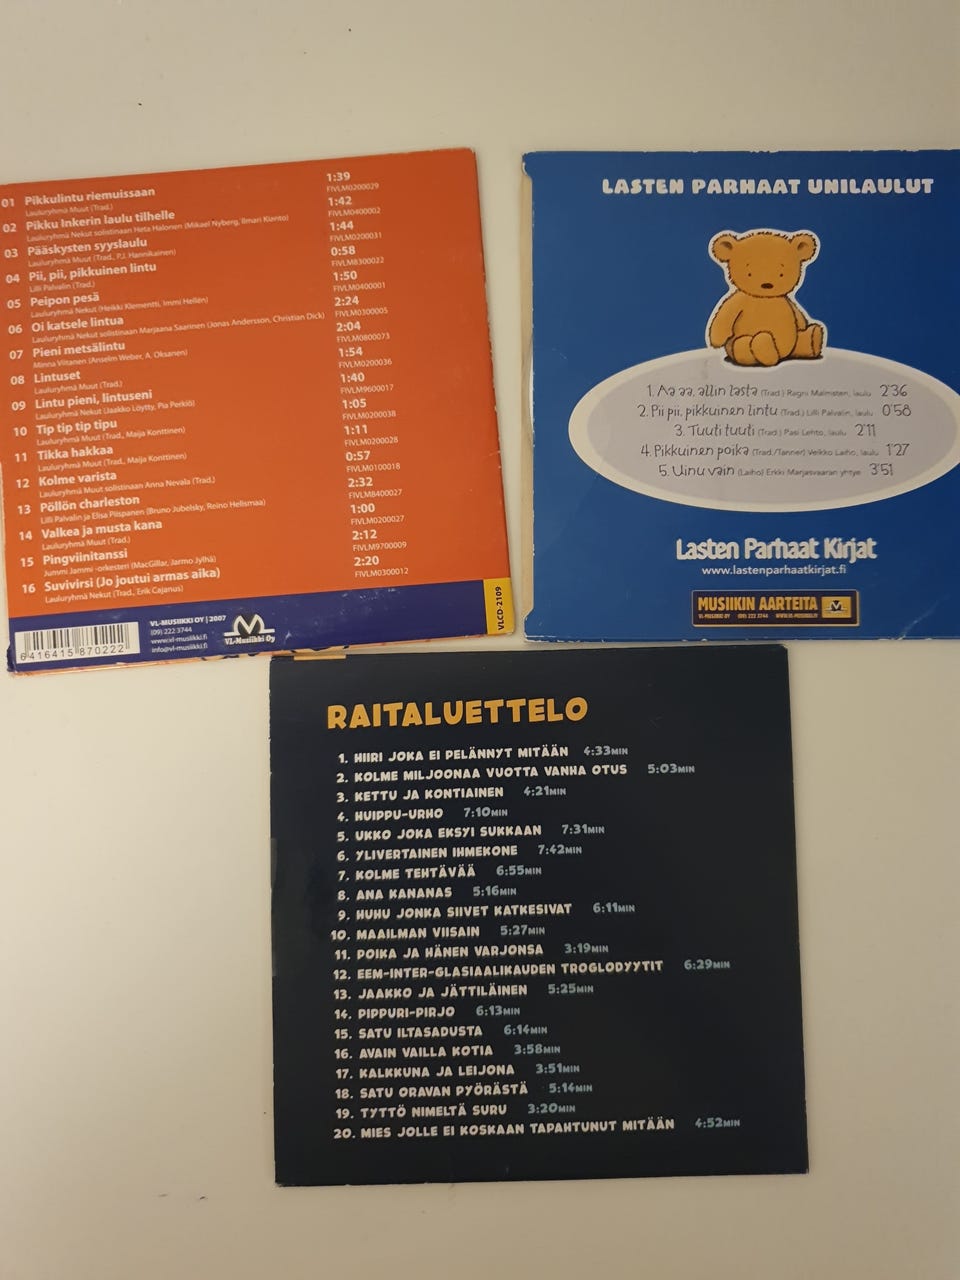 01 Pikkulintu riemuissaan 1:39
Lauluryhmä Muut (Trad.) FIVLM0200029
02 Pikku Inkerin laulu tilhelle 1:42
Lauluryhmä Nekut solistinaan Heta Halonen (Mikael Nyberg, Ilmari Kianto) FIVLM0400002
03 Pääskysten syyslaulu 1:44
Lauluryhmä Muut (Trad., P.J. Hannikainen) FIVLM0200031
04 Pii, pii, pikkuinen lintu 0:58
Lilli Palvalin (Trad.) FIVLM8300022
05 Peipon pesä 1:50
Lauluryhmä Nekut (Heikki Klementti, Immi Hellén) FIVLM0400001
06 Oi katsele lintua 2:24
Lauluryhmä Nekut solistinaan Marjaana Saarinen (Jonas Andersson, Christian Dick) FIVLM0300005
07 Pieni metsälintu 2:04
Minna Viitanen (Anselm Weber, A. Oksanen) FIVLM0800073
08 Lintuset 1:54
Lauluryhmä Muut (Trad.) FIVLM0200036
09 Lintu pieni, lintuseni 1:40
Lauluryhmä Nekut (Jaakko Löytty, Pia Perkiö) FIVLM9600017
10 Tip tip tip tipu 1:05
Lauluryhmä Muut (Trad., Maija Konttinen) FIVLM0200038
11 Tikka hakkaa 1:11
Lauluryhmä Muut (Trad., Maija Konttinen) FIVLM0200028
12 Kolme varista 0:57
Lauluryhmä Muut solistinaan Anna Nevala (Trad.) FIVLM0100018
13 Pöllön charleston 2:32
Lilli Palvalin ja Elisa Piispanen (Bruno Jubelsky, Reino Helismaa) FIVLM8400027
14 Valkea ja musta kana 1:00
Lauluryhmä Muut (Trad.) FIVLM0200027
15 Pingviinitanssi 2:12
Jummi Jammi -orkesteri (MacGillar, Jarmo Jylhä) FIVLM9700009
16 Suvivirsi (Jo joutui armas aika) 2:20
Lauluryhmä Nekut (Trad., Erik Cajanus) FIVLM0300012
6 416415 870222
VL-MUSIIKKI OY | 2007
(09) 222 3744
www.vl-musiikki.fi
info@vl-musiikki.fi
VL-Musiikki Oy
VLCD-2109
LASTEN PARHAAT UNILAULUT
1. Aa aa, allin lasta (Trad.) Ragni Malmsten, laulu 2'36
2. Pii pii, pikkuinen lintu (Trad.) Lilli Palvalin, laulu 0'58
3. Tuuti tuuti (Trad.) Pasi Lehto, laulu 2'11
4. Pikkuinen poika (Trad./Tanner) Veikko Laiho, laulu 1'27
5. Uinu vain (Laiho) Erkki Marjasvaaran yhtye 3'51
Lasten Parhaat Kirjat
www.lastenparhaatkirjat.fi
MUSIIKIN AARTEITA
VL-MUSIIKKI OY (09) 222 3744 WWW.VL-MUSIIKKI.FI
RAITALUETTELO
1. HIIRI JOKA EI PELÄNNYT MITÄÄN 4:33MIN
2. KOLME MILJOONAA VUOTTA VANHA OTUS 5:03MIN
3. KETTU JA KONTIAINEN 4:21MIN
4. HUIPPU-URHO 7:10MIN
5. UKKO JOKA EKSYI SUKKAAN 7:31MIN
6. YLIVERTAINEN IHMEKONE 7:42MIN
7. KOLME TEHTÄVÄÄ 6:55MIN
8. ANA KANANAS 5:16MIN
9. HUHU JONKA SIIVET KATKESIVAT 6:11MIN
10. MAAILMAN VIISAIN 5:27MIN
11. POIKA JA HÄNEN VARJONSA 3:19MIN
12. EEM-INTER-GLASIAALIKAUDEN TROGLODYYTIT 6:29MIN
13. JAAKKO JA JÄTTILÄINEN 5:25MIN
14. PIPPURI-PIRJO 6:13MIN
15. SATU ILTASADUSTA 6:14MIN
16. AVAIN VAILLA KOTIA 3:58MIN
17. KALKKUNA JA LEIJONA 3:51MIN
18. SATU ORAVAN PYÖRÄSTÄ 5:14MIN
19. TYTTÖ NIMELTÄ SURU 3:20MIN
20. MIES JOLLE EI KOSKAAN TAPAHTUNUT MITÄÄN 4:52MIN